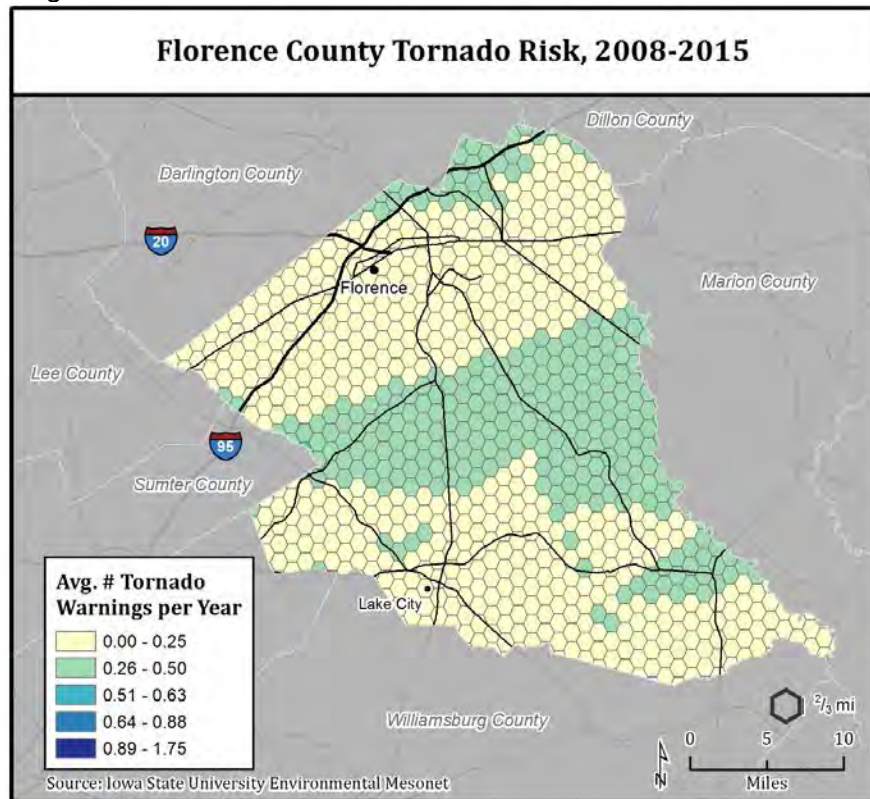 Florence County Tornado Risk, 2008-2015
Dillon County
Darlington County
20
Florence
Marion County
Lee County
95
Sumter County
Avg. # Tornado
Warnings per Year
0.00 - 0.25
0.26 - 0.50
0.51 - 0.63
0.64 - 0.88
0.89 - 1.75
Lake City
Williamsburg County
2/3 mi
N
0 5 10
Miles
Source: Iowa State University Environmental Mesonet